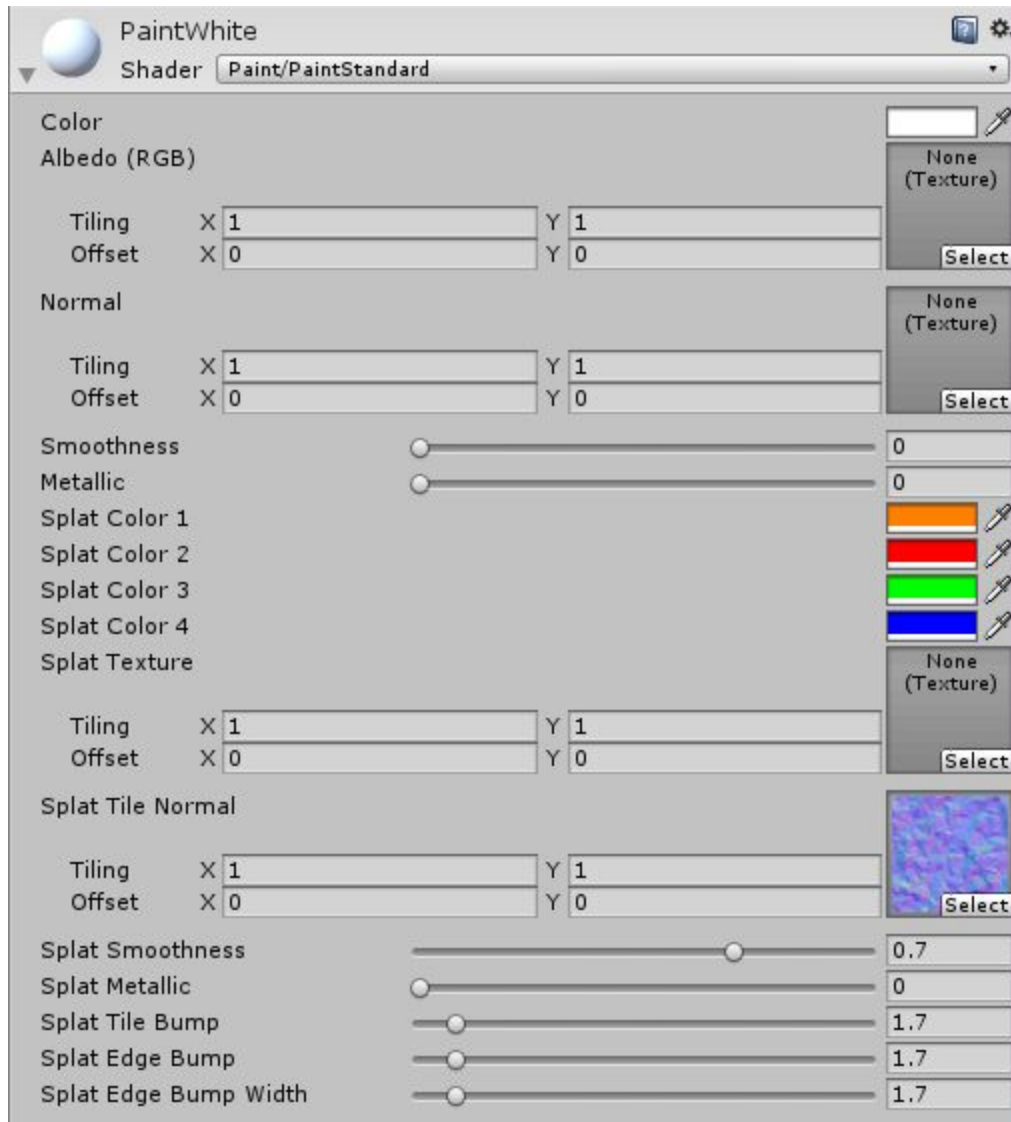 PaintWhite
Shader Paint/PaintStandard
Color
Albedo (RGB)
None
(Texture)
Tiling X 1 Y 1
Offset X 0 Y 0
Select
Normal
None
(Texture)
Tiling X 1 Y 1
Offset X 0 Y 0
Select
Smoothness 0
Metallic 0
Splat Color 1
Splat Color 2
Splat Color 3
Splat Color 4
Splat Texture
None
(Texture)
Tiling X 1 Y 1
Offset X 0 Y 0
Select
Splat Tile Normal
Tiling X 1 Y 1
Offset X 0 Y 0
Select
Splat Smoothness 0.7
Splat Metallic 0
Splat Tile Bump 1.7
Splat Edge Bump 1.7
Splat Edge Bump Width 1.7